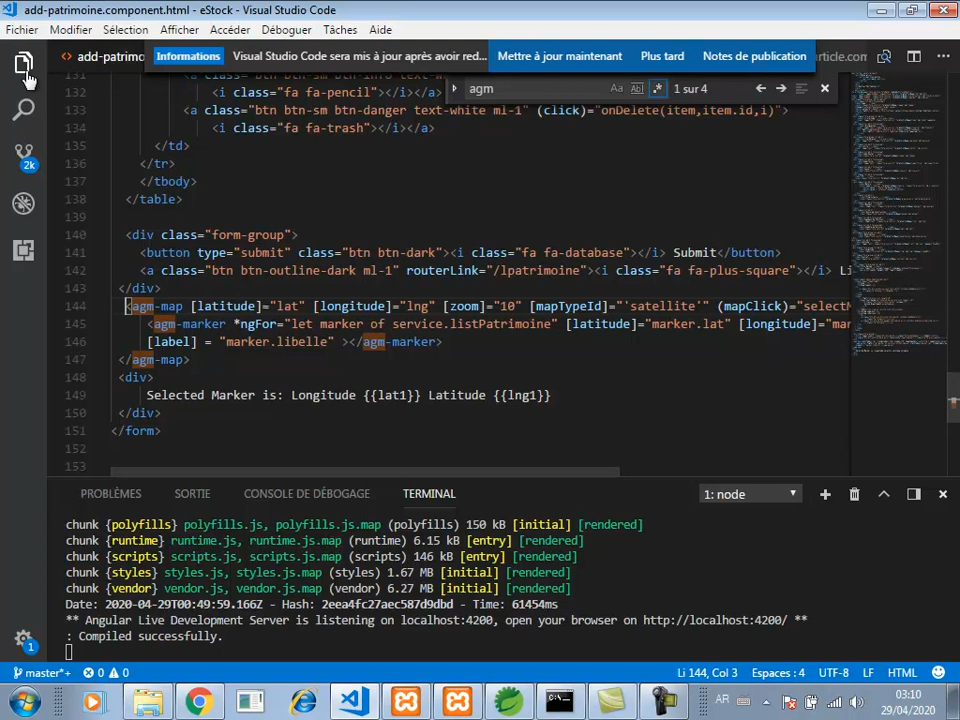 add-patrimoine.component.html - eStock - Visual Studio Code
Fichier Modifier Sélection Afficher Accéder Déboguer Tâches Aide
<> add-patrimo Informations Visual Studio Code sera mis à jour après avoir red... Mettre à jour maintenant Plus tard Notes de publication article.com
agm Aa Abl .* 1 sur 4
131
132 <i class="fa fa-pencil"></i></a>
133 <a class="btn btn-sm btn-danger text-white ml-1" (click)="onDelete(item,item.id,i)">
134 <i class="fa fa-trash"></i></a>
135 </td>
136 </tr>
137 </tbody>
138 </table>
139
140 <div class="form-group">
141 <button type="submit" class="btn btn-dark"><i class="fa fa-database"></i> Submit</button>
142 <a class="btn btn-outline-dark ml-1" routerLink="/lpatrimoine"><i class="fa fa-plus-square"></i> Li
143 </div>
144 <agm-map [latitude]="lat" [longitude]="lng" [zoom]="10" [mapTypeId]="'satellite'" (mapClick)="selectM
145 <agm-marker *ngFor="let marker of service.listPatrimoine" [latitude]="marker.lat" [longitude]="mar
146 [label] = "marker.libelle" ></agm-marker>
147 </agm-map>
148 <div>
149 Selected Marker is: Longitude {{lat1}} Latitude {{lng1}}
150 </div>
151 </form>
152
153
2k
PROBLÈMES SORTIE CONSOLE DE DÉBOGAGE TERMINAL 1: node
chunk {polyfills} polyfills.js, polyfills.js.map (polyfills) 150 kB [initial] [rendered]
chunk {runtime} runtime.js, runtime.js.map (runtime) 6.15 kB [entry] [rendered]
chunk {scripts} scripts.js, scripts.js.map (scripts) 146 kB [entry] [rendered]
chunk {styles} styles.js, styles.js.map (styles) 1.67 MB [initial] [rendered]
chunk {vendor} vendor.js, vendor.js.map (vendor) 6.27 MB [initial] [rendered]
Date: 2020-04-29T00:49:59.166Z - Hash: 2eea4fc27aec587d9dbd - Time: 61454ms
** Angular Live Development Server is listening on localhost:4200, open your browser on http://localhost:4200/ **
: Compiled successfully.
1
master*+ 0 0 Li 144, Col 3 Espaces : 4 UTF-8 LF HTML
AR 03:10
29/04/2020